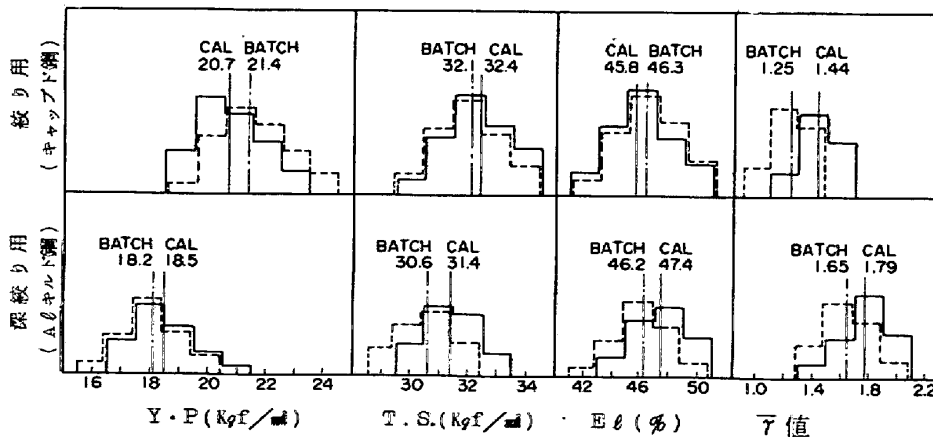 絞り用
(キャップド鋼)
CAL BATCH
20.7 21.4
BATCH CAL
32.1 32.4
CAL BATCH
45.8 46.3
BATCH CAL
1.25 1.44
深絞り用
(Alキルド鋼)
BATCH CAL
18.2 18.5
BATCH CAL
30.6 31.4
BATCH CAL
46.2 47.4
BATCH CAL
1.65 1.79
16 18 20 22 24
30 32 34
42 46 50
1.0 1.4 1.8 2.2
Y・P(Kgf/㎟) T.S.(Kgf/㎟) ・ El(%) r̄値